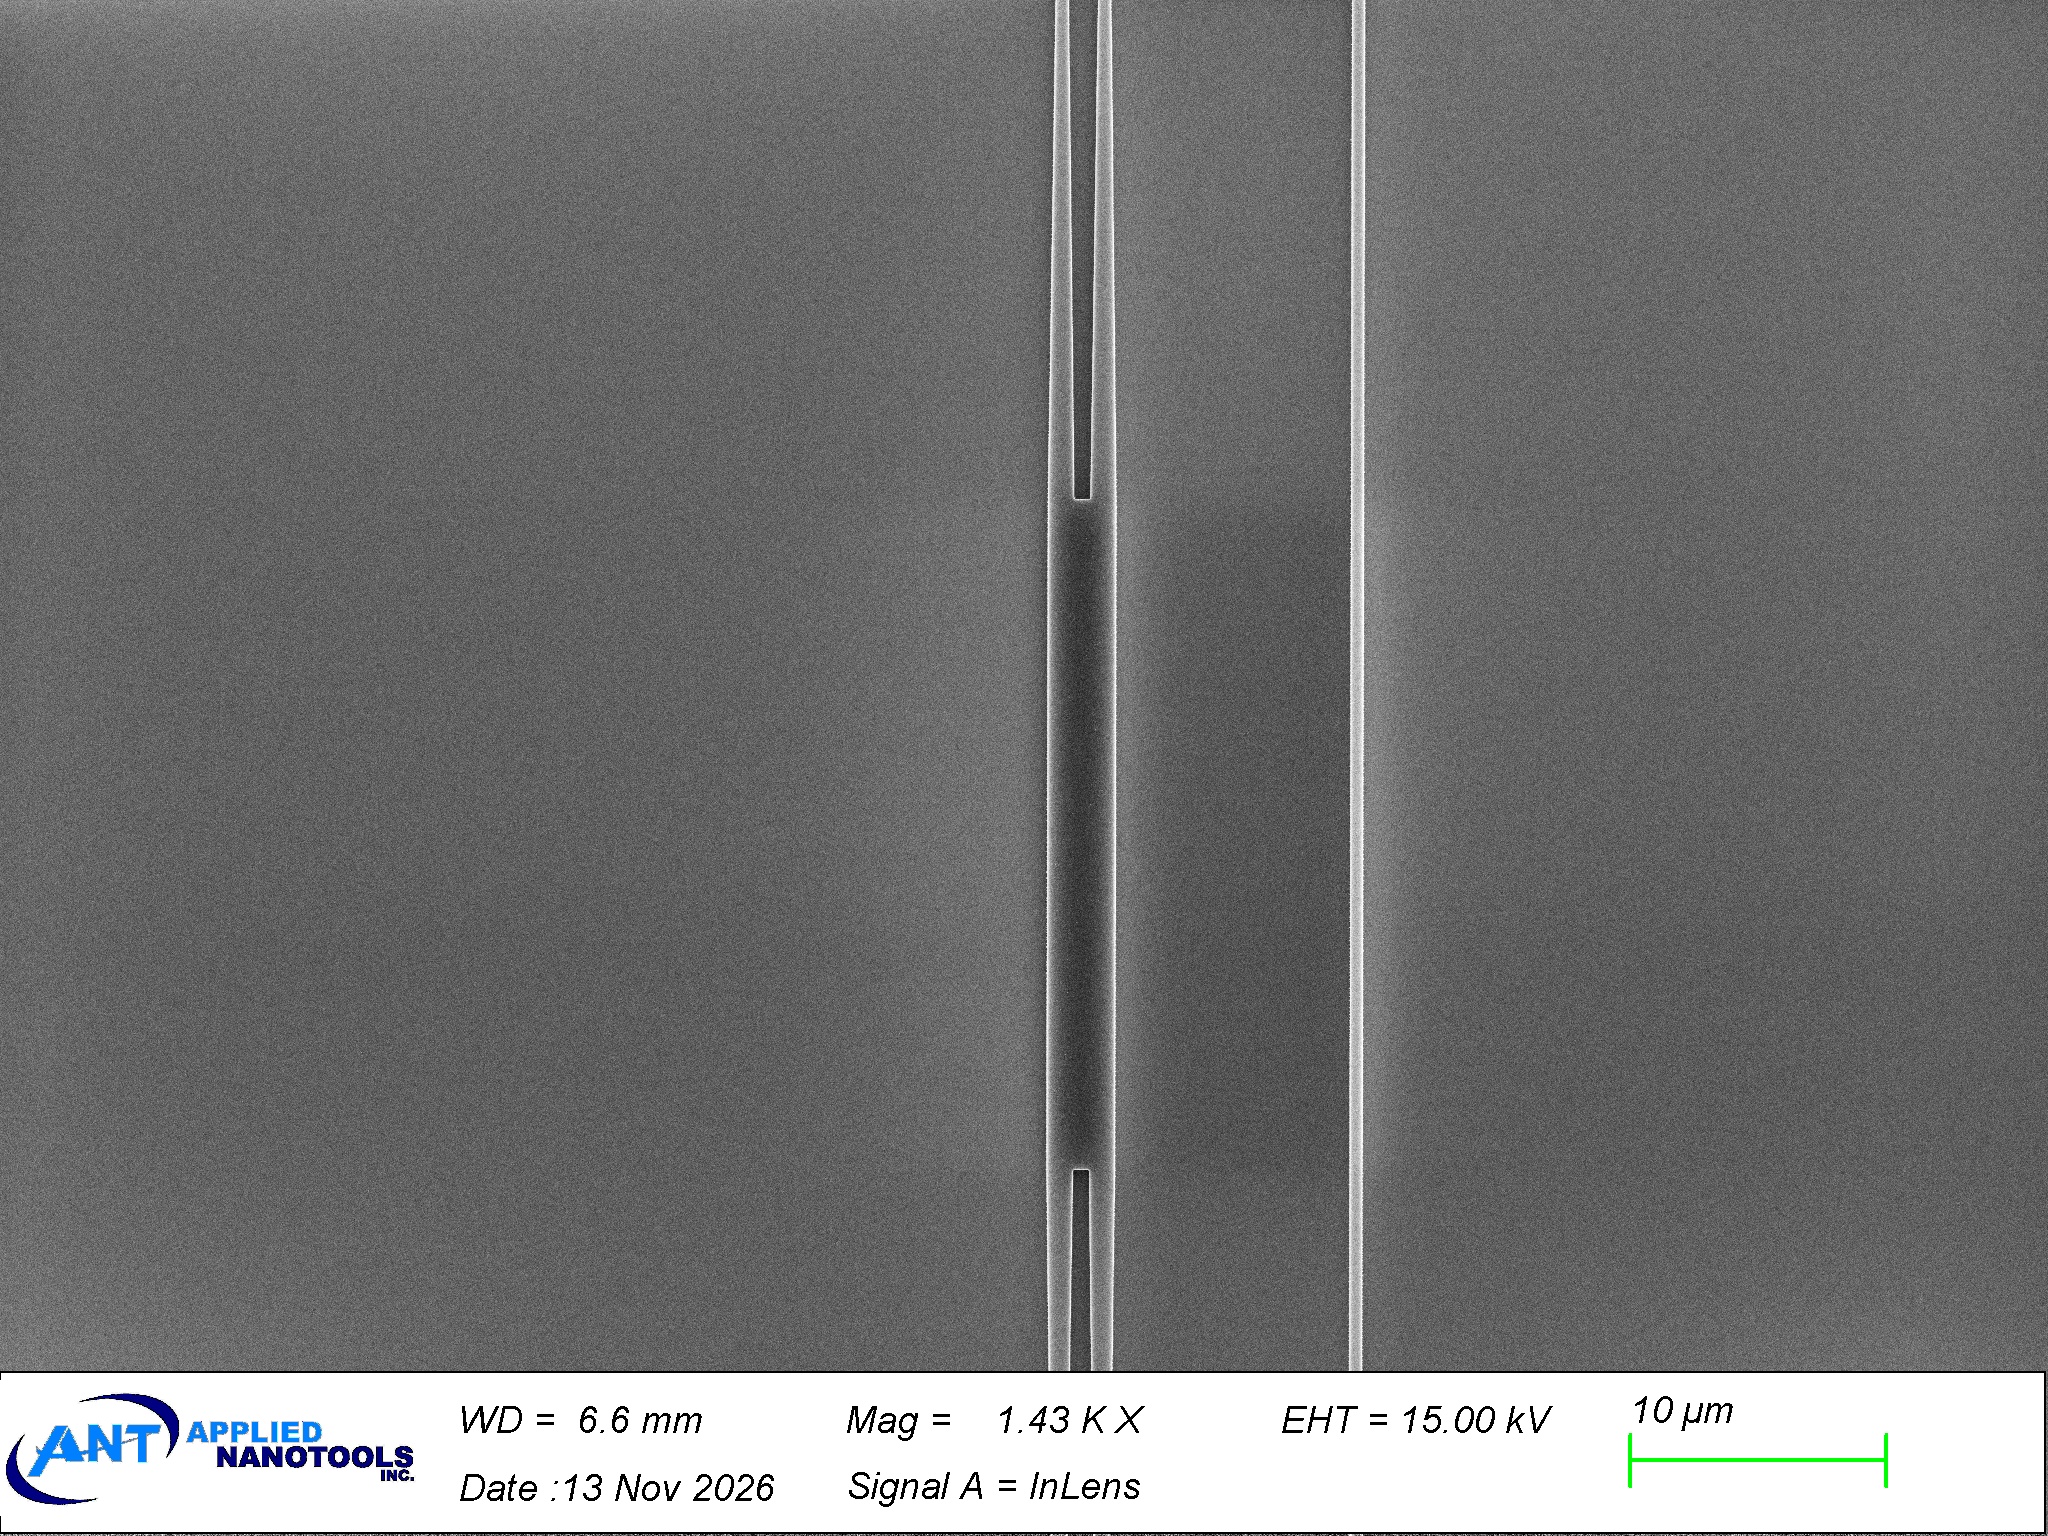 ANT APPLIED
NANOTOOLS
INC.
WD = 6.6 mm
Mag = 1.43 K X
EHT = 15.00 kV
10 µm
Date :13 Nov 2026
Signal A = InLens